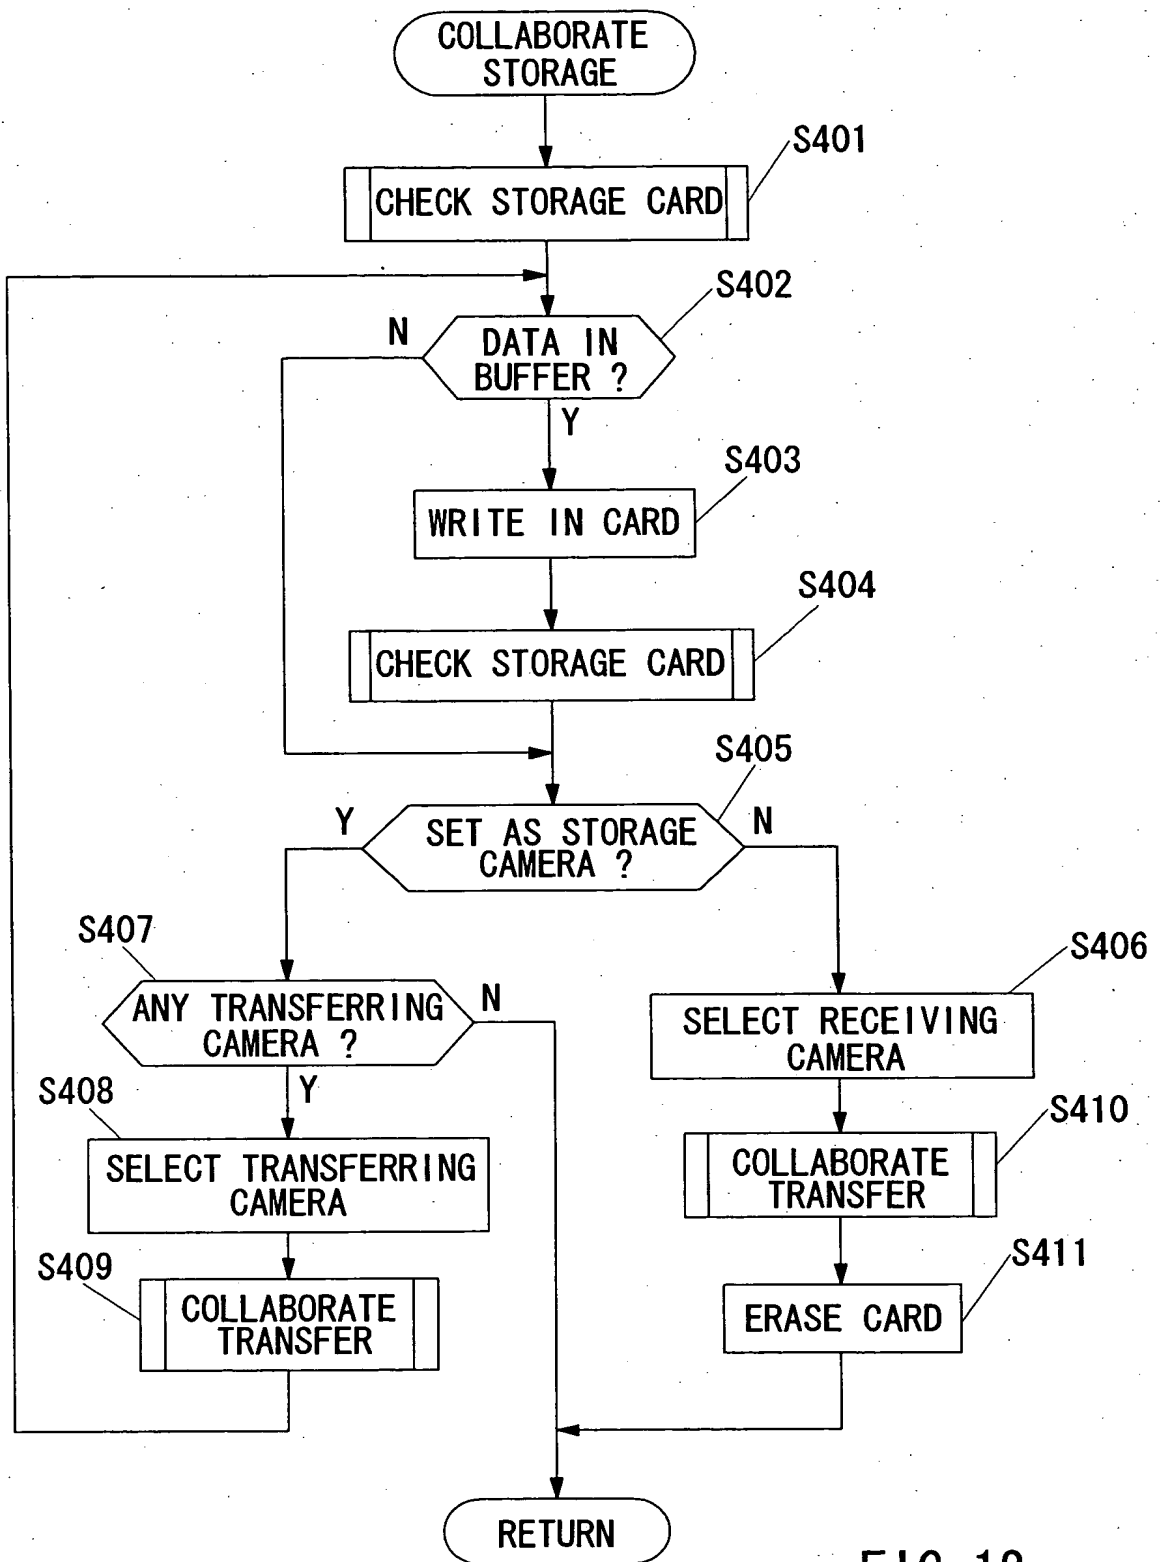 COLLABORATE
STORAGE
S401
CHECK STORAGE CARD
S402
N
DATA IN
BUFFER ?
Y
S403
WRITE IN CARD
S404
CHECK STORAGE CARD
S405
Y
SET AS STORAGE
CAMERA ?
N
S407
ANY TRANSFERRING
CAMERA ?
N
S406
SELECT RECEIVING
CAMERA
Y
S408
SELECT TRANSFERRING
CAMERA
S410
COLLABORATE
TRANSFER
S409
COLLABORATE
TRANSFER
S411
ERASE CARD
RETURN